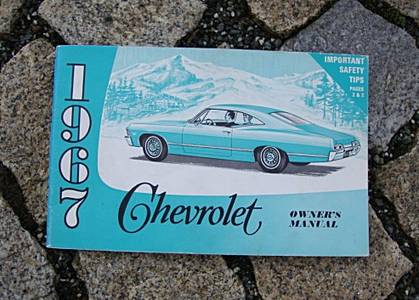 1967
IMPORTANT
SAFETY
TIPS
PAGES
2 & 3
Chevrolet
OWNER'S
MANUAL